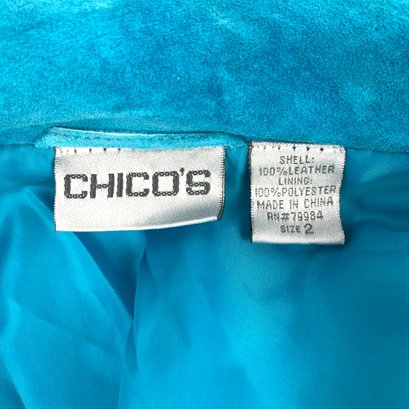 CHICO'S
SHELL:
100%LEATHER
LINING:
100%POLYESTER
MADE IN CHINA
RN#79984
SIZE 2